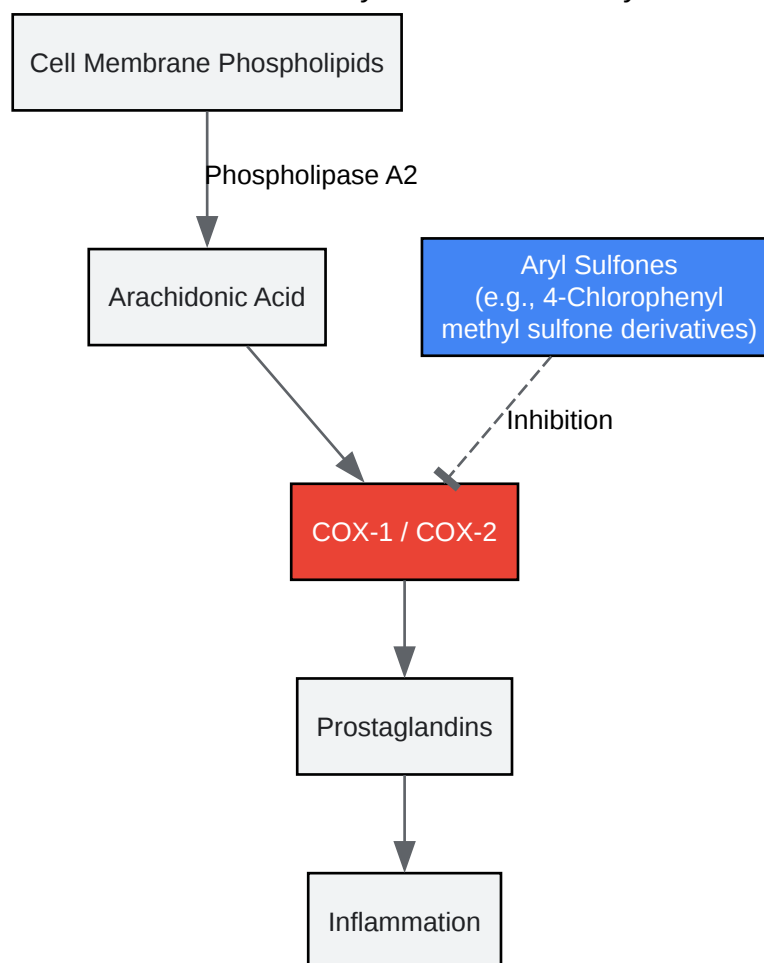 Cell Membrane Phospholipids
Phospholipase A2
Arachidonic Acid
Aryl Sulfones
(e.g., 4-Chlorophenyl
methyl sulfone derivatives)
Inhibition
COX-1 / COX-2
Prostaglandins
Inflammation